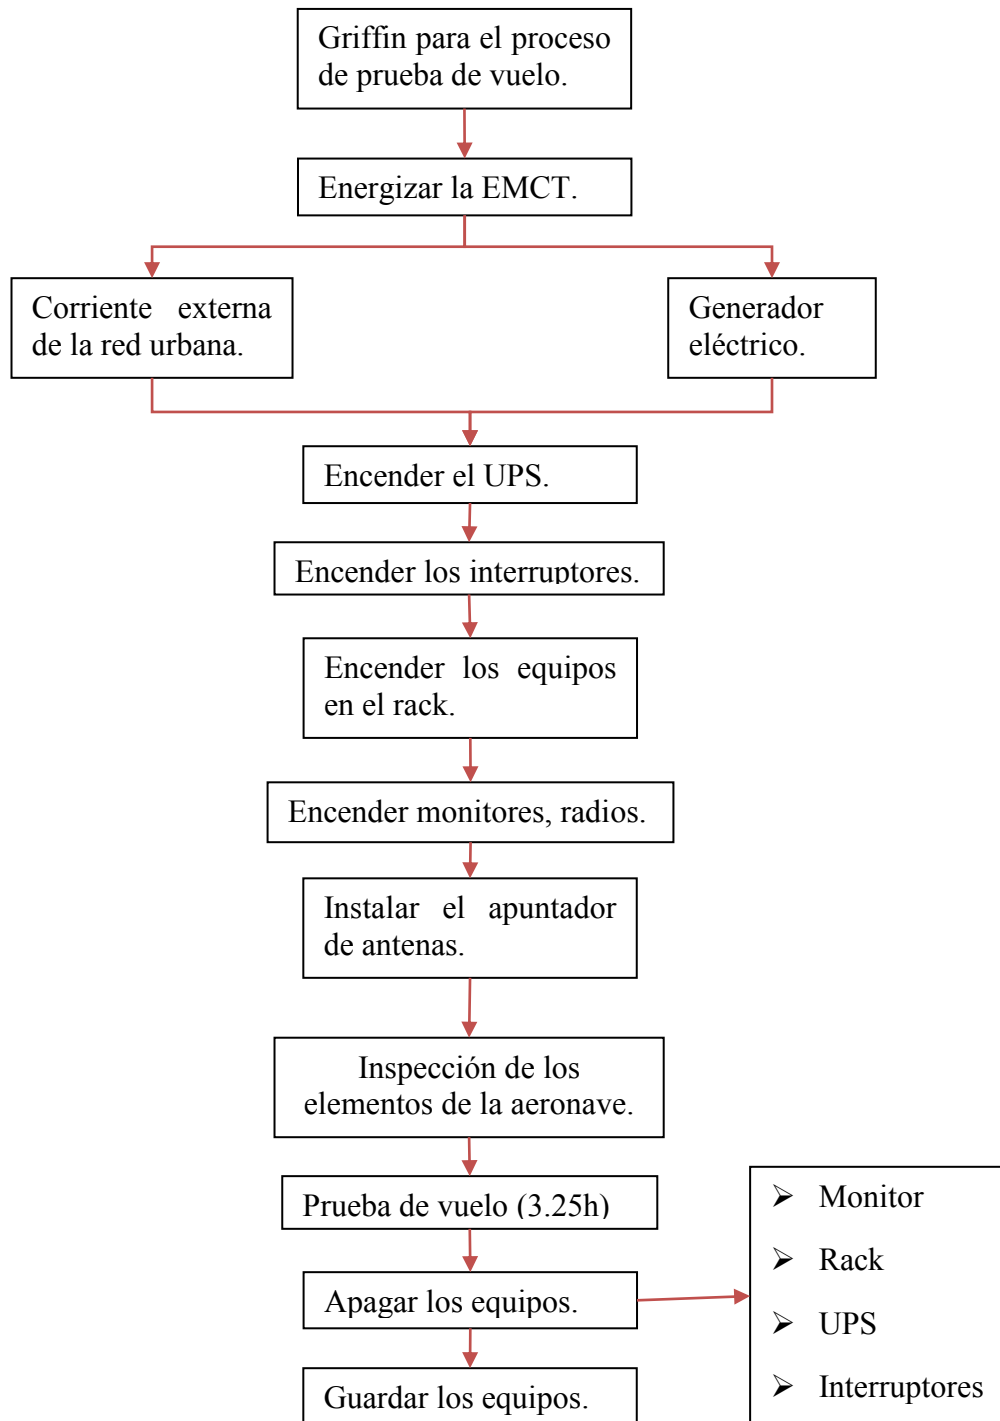 Griffin para el proceso
de prueba de vuelo.
Energizar la EMCT.
Corriente externa
de la red urbana.
Generador
eléctrico.
Encender el UPS.
Encender los interruptores.
Encender los equipos
en el rack.
Encender monitores, radios.
Instalar el apuntador
de antenas.
Inspección de los
elementos de la aeronave.
Prueba de vuelo (3.25h)
Apagar los equipos.
➢ Monitor
➢ Rack
➢ UPS
➢ Interruptores
Guardar los equipos.